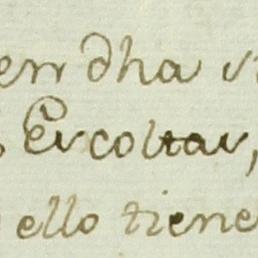 en dha
Escoltar,
ello tiene